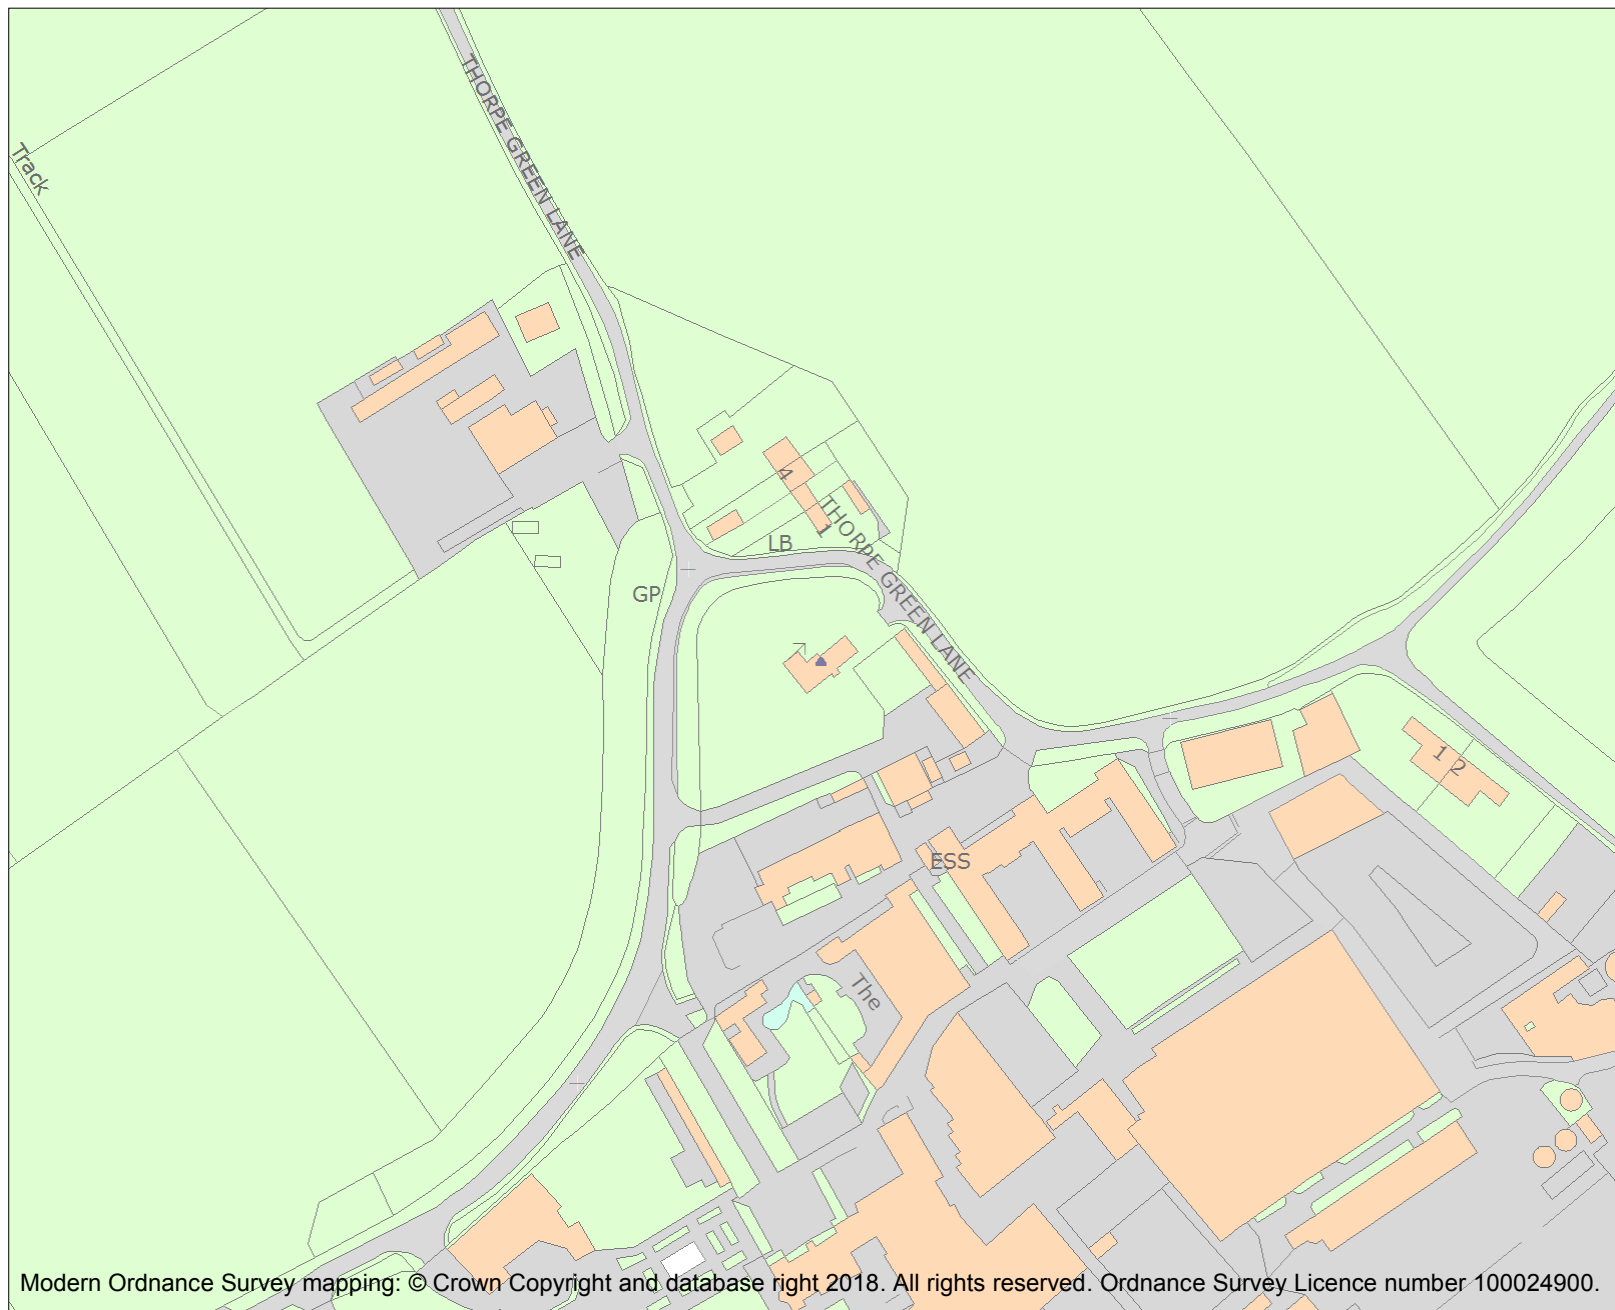 THORPE GREEN LANE
Track
4
THORPE GREEN LANE
1
LB
GP
1 2
ESS
The
Modern Ordnance Survey mapping: © Crown Copyright and database right 2018. All rights reserved. Ordnance Survey Licence number 100024900.